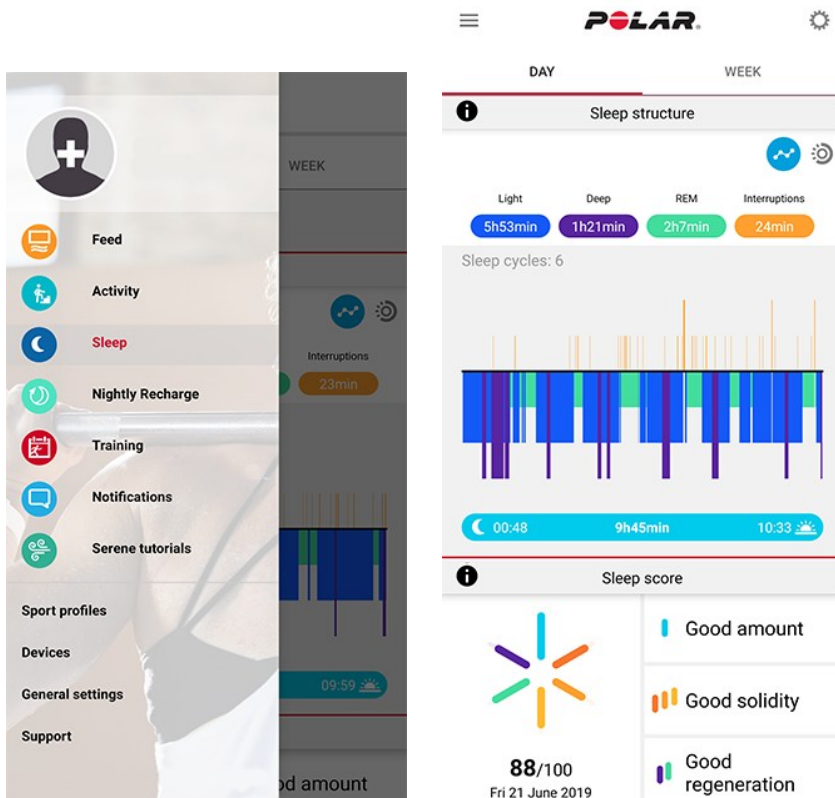 WEEK
Feed
Activity
Sleep
Interruptions
23min
Nightly Recharge
Training
Notifications
Serene tutorials
Sport profiles
Devices
General settings
09:59
Support
od amount
POLAR.
DAY WEEK
Sleep structure
Light Deep REM Interruptions
5h53min 1h21min 2h7min 24min
Sleep cycles: 6
00:48 9h45min 10:33
Sleep score
Good amount
Good solidity
88/100
Fri 21 June 2019
Good
regeneration